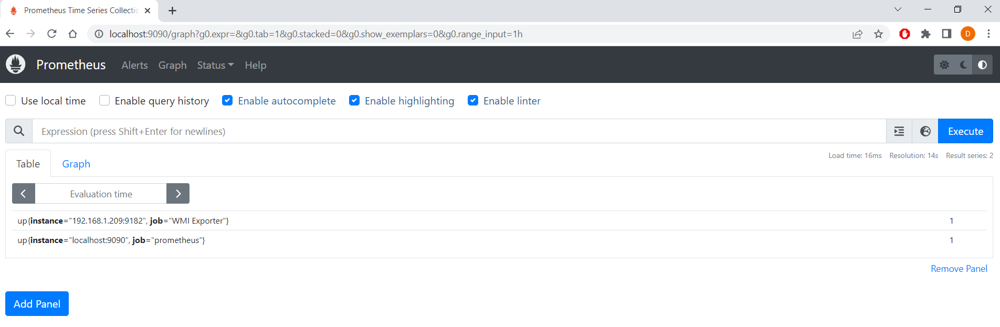 Prometheus Time Series Collectio
localhost:9090/graph?g0.expr=&g0.tab=1&g0.stacked=0&g0.show_exemplars=0&g0.range_input=1h
D
Prometheus Alerts Graph Status Help
Use local time Enable query history Enable autocomplete Enable highlighting Enable linter
Expression (press Shift+Enter for newlines) Execute
Table Graph Load time: 16ms Resolution: 14s Result series: 2
Evaluation time
up{instance="192.168.1.209:9182", job="WMI Exporter"} 1
up{instance="localhost:9090", job="prometheus"} 1
Remove Panel
Add Panel